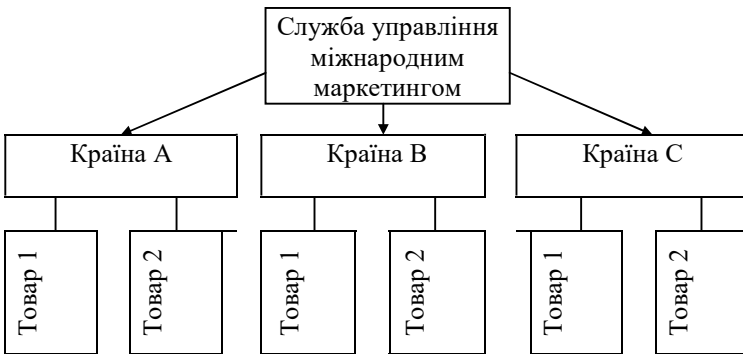 Служба управління
міжнародним
маркетингом
Країна А
Країна В
Країна С
Товар 1
Товар 2
Товар 1
Товар 2
Товар 1
Товар 2